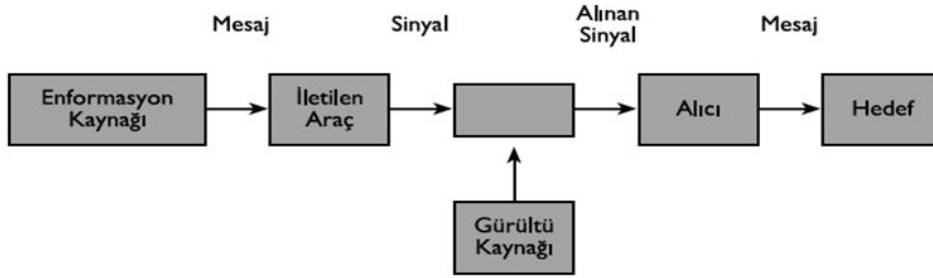 Mesaj
Sinyal
Alınan
Sinyal
Mesaj
Enformasyon
Kaynağı
İletilen
Araç
Alıcı
Hedef
Gürültü
Kaynağı